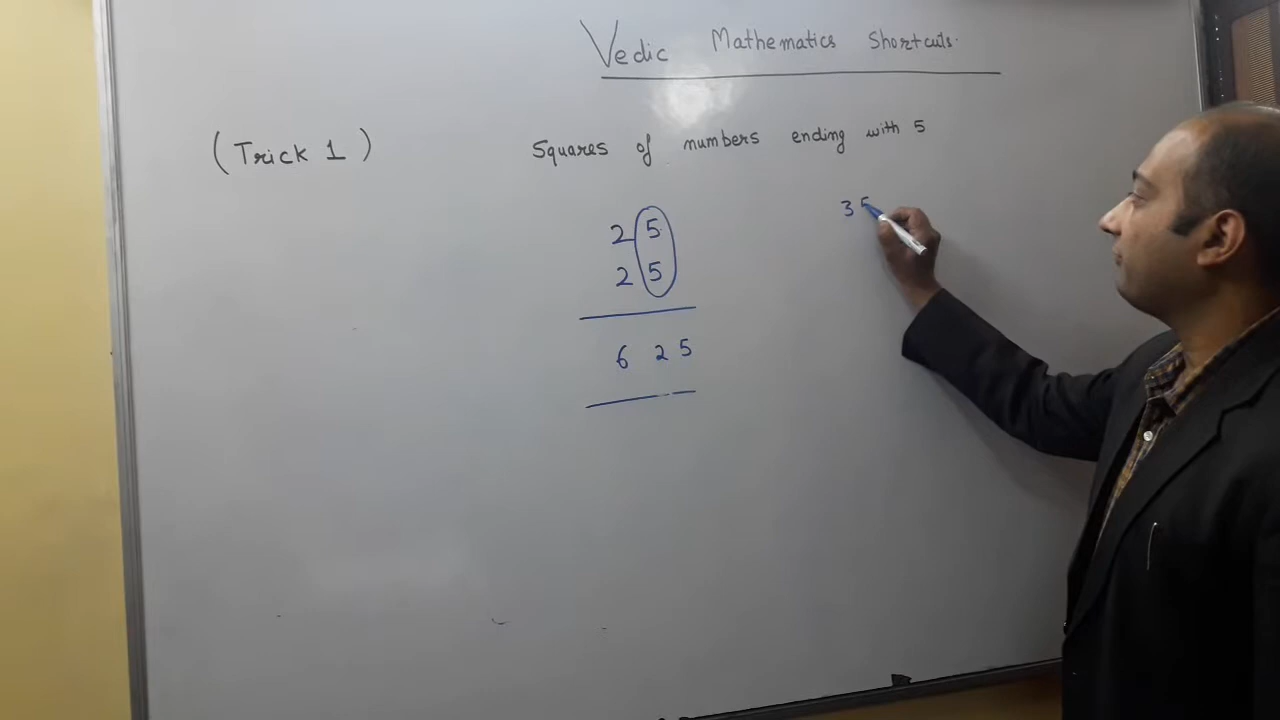 Vedic Mathematics Shortcuts.
(Trick 1)
Squares of numbers ending with 5
2 5
2 5
6 2 5
3 5